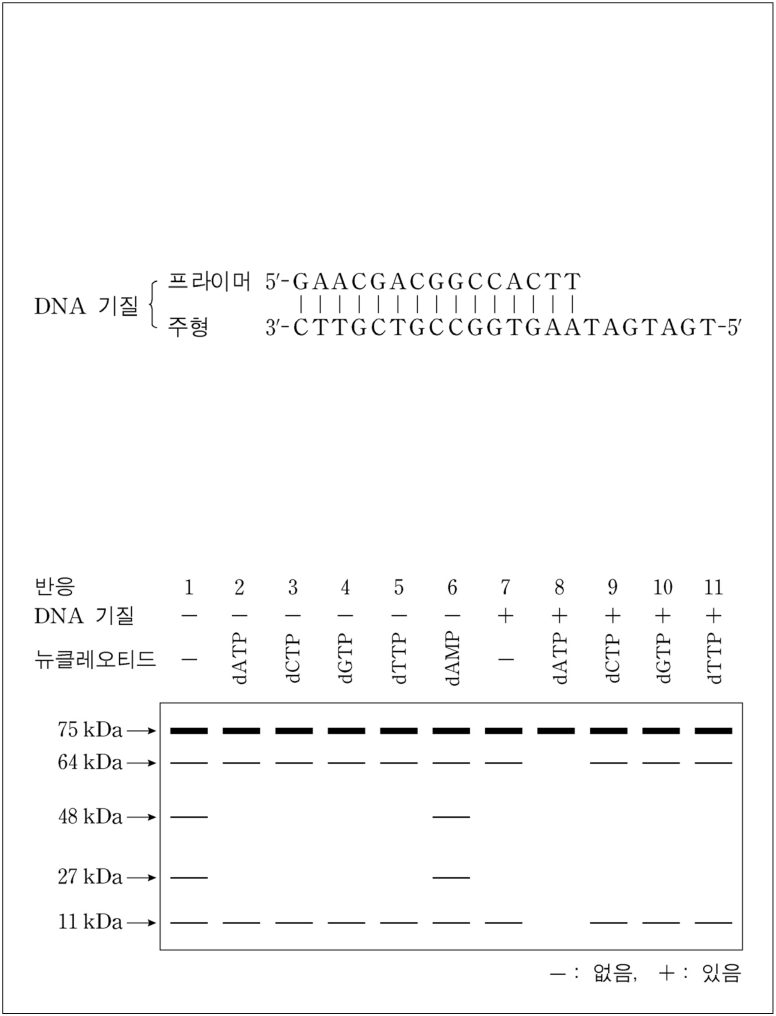 프라이머 5′-GAACGACGGCCACTT
DNA 기질
주형 3′-CTTGCTGCCGGTGAATAGTAGT-5′
반응 1 2 3 4 5 6 7 8 9 10 11
DNA 기질 − − − − − − + + + + +
뉴클레오티드 − dATP dCTP dGTP dTTP dAMP − dATP dCTP dGTP dTTP
75 kDa
64 kDa
48 kDa
27 kDa
11 kDa
− : 없음, + : 있음